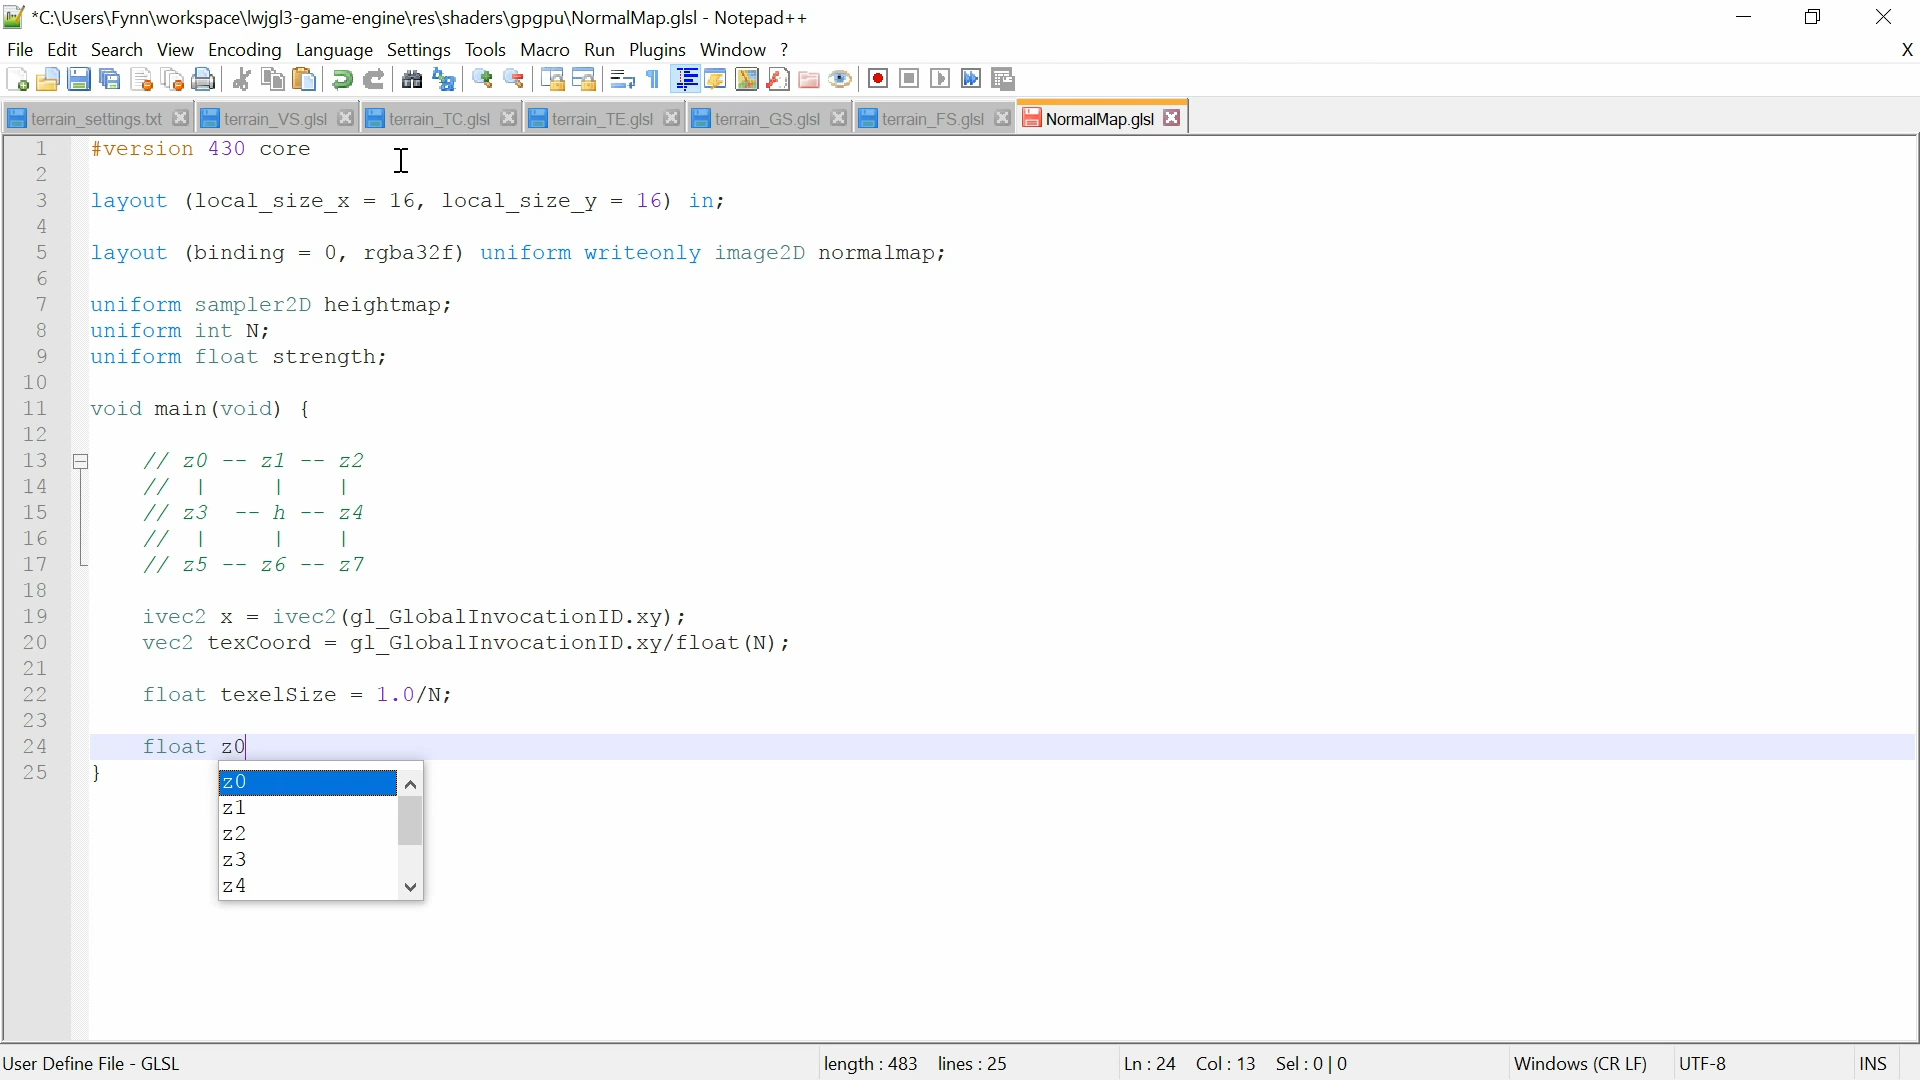 *C:\Users\Fynn\workspace\lwjgl3-game-engine\res\shaders\gpgpu\NormalMap.glsl - Notepad++
File Edit Search View Encoding Language Settings Tools Macro Run Plugins Window ? X
terrain_settings.txt terrain_VS.glsl terrain_TC.glsl terrain_TE.glsl terrain_GS.glsl terrain_FS.glsl NormalMap.glsl
1 #version 430 core
2
3 layout (local_size_x = 16, local_size_y = 16) in;
4
5 layout (binding = 0, rgba32f) uniform writeonly image2D normalmap;
6
7 uniform sampler2D heightmap;
8 uniform int N;
9 uniform float strength;
10
11 void main(void) {
12
13 // z0 -- z1 -- z2
14 // | | |
15 // z3 -- h -- z4
16 // | | |
17 // z5 -- z6 -- z7
18
19 ivec2 x = ivec2(gl_GlobalInvocationID.xy);
20 vec2 texCoord = gl_GlobalInvocationID.xy/float(N);
21
22 float texelSize = 1.0/N;
23
24 float z0
25 }
z0
z1
z2
z3
z4
User Define File - GLSL length : 483 lines : 25 Ln : 24 Col : 13 Sel : 0 | 0 Windows (CR LF) UTF-8 INS